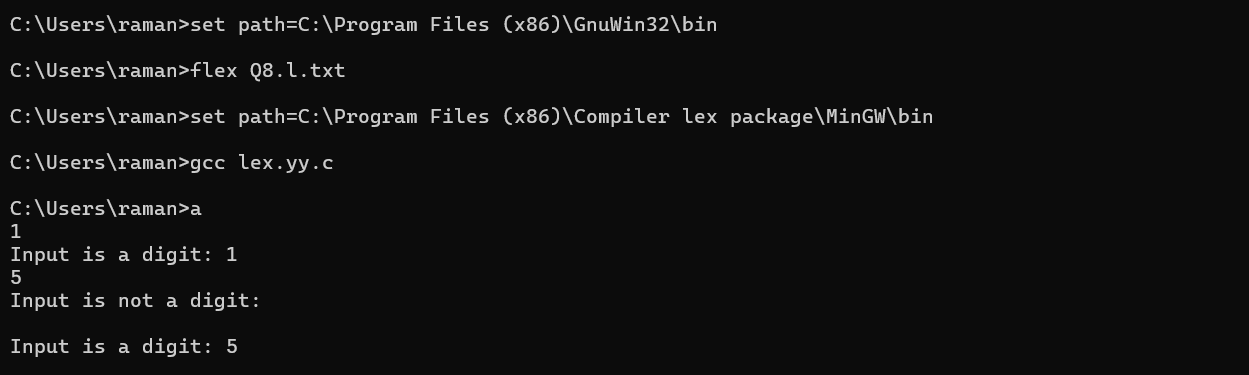 C:\Users\raman>set path=C:\Program Files (x86)\GnuWin32\bin
C:\Users\raman>flex Q8.l.txt
C:\Users\raman>set path=C:\Program Files (x86)\Compiler lex package\MinGW\bin
C:\Users\raman>gcc lex.yy.c
C:\Users\raman>a
1
Input is a digit: 1
5
Input is not a digit:
Input is a digit: 5